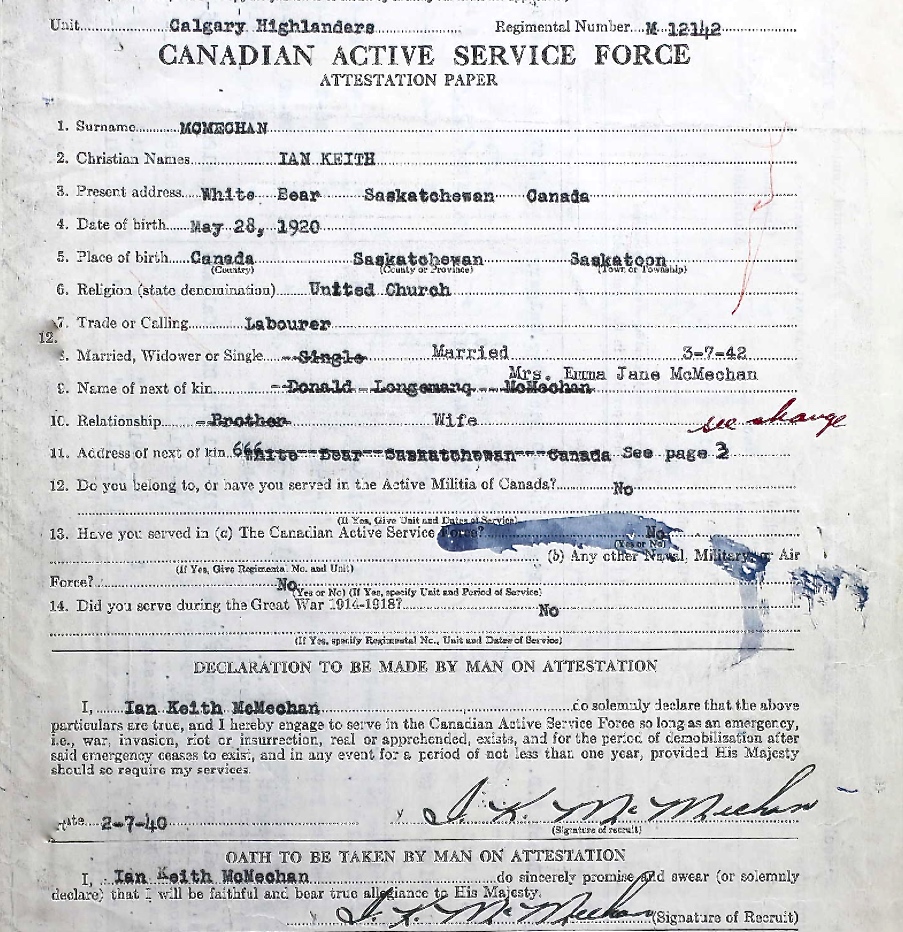 Unit Calgary Highlanders Regimental Number M 12142
CANADIAN ACTIVE SERVICE FORCE
ATTESTATION PAPER
1. Surname MCMECHAN
2. Christian Names IAN KEITH
3. Present address White Bear Saskatchewan Canada
4. Date of birth May 28, 1920
5. Place of birth Canada Saskatchewan Saskatoon
(Country) (County or Province) (Town or Township)
6. Religion (state denomination) United Church
7. Trade or Calling Labourer
12.
8. Married, Widower or Single Single Married 3-7-42
Mrs. Emma Jane McMechan
9. Name of next of kin Donald McMechan
10. Relationship Brother Wife see change
11. Address of next of kin White Bear Saskatchewan Canada See page 2
12. Do you belong to, or have you served in the Active Militia of Canada? No
(If Yes, Give Unit and Dates of Service)
13. Have you served in (a) The Canadian Active Service Force? No
(Yes or No)
(b) Any other Naval, Military or Air
(If Yes, Give Regimental No. and Unit)
Force? No
(Yes or No) (If Yes, specify Unit and Period of Service)
14. Did you serve during the Great War 1914-1918? No
(If Yes, specify Regimental No., Unit and Dates of Service)
DECLARATION TO BE MADE BY MAN ON ATTESTATION
I, Ian Keith McMechan do solemnly declare that the above
particulars are true, and I hereby engage to serve in the Canadian Active Service Force so long as an emergency,
i.e., war, invasion, riot or insurrection, real or apprehended, exists, and for the period of demobilization after
said emergency ceases to exist, and in any event for a period of not less than one year, provided His Majesty
should so require my services.
Date 2-7-40 I. K. McMechan
(Signature of recruit)
OATH TO BE TAKEN BY MAN ON ATTESTATION
I, Ian Keith McMechan do sincerely promise and swear (or solemnly
declare) that I will be faithful and bear true allegiance to His Majesty.
I. K. McMechan (Signature of Recruit)